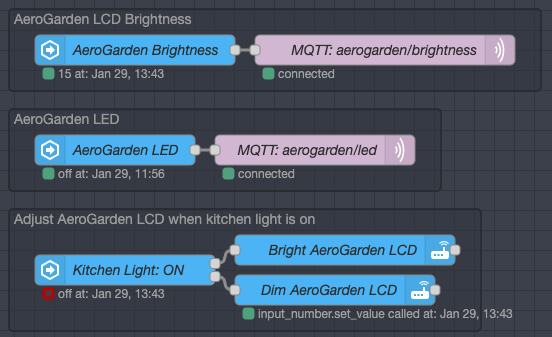 AeroGarden LCD Brightness
AeroGarden Brightness
MQTT: aerogarden/brightness
15 at: Jan 29, 13:43
connected
AeroGarden LED
AeroGarden LED
MQTT: aerogarden/led
off at: Jan 29, 11:56
connected
Adjust AeroGarden LCD when kitchen light is on
Bright AeroGarden LCD
Kitchen Light: ON
Dim AeroGarden LCD
off at: Jan 29, 13:43
input_number.set_value called at: Jan 29, 13:43